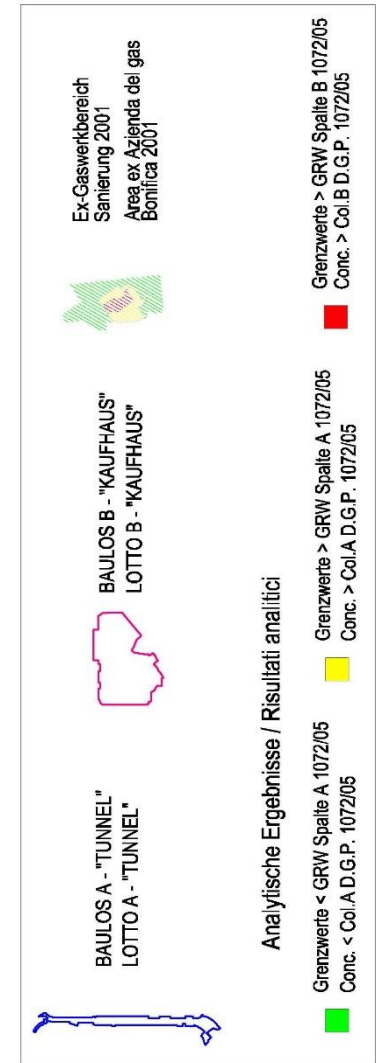 BAULOS A - "TUNNEL"
LOTTO A - "TUNNEL"
BAULOS B - "KAUFHAUS"
LOTTO B - "KAUFHAUS"
Ex-Gaswerkbereich
Sanierung 2001
Area ex Azienda del gas
Bonifica 2001
Analytische Ergebnisse / Risultati analitici
Grenzwerte < GRW Spalte A 1072/05
Conc. < Col.A D.G.P. 1072/05
Grenzwerte > GRW Spalte A 1072/05
Conc. > Col.A D.G.P. 1072/05
Grenzwerte > GRW Spalte B 1072/05
Conc. > Col.B D.G.P. 1072/05